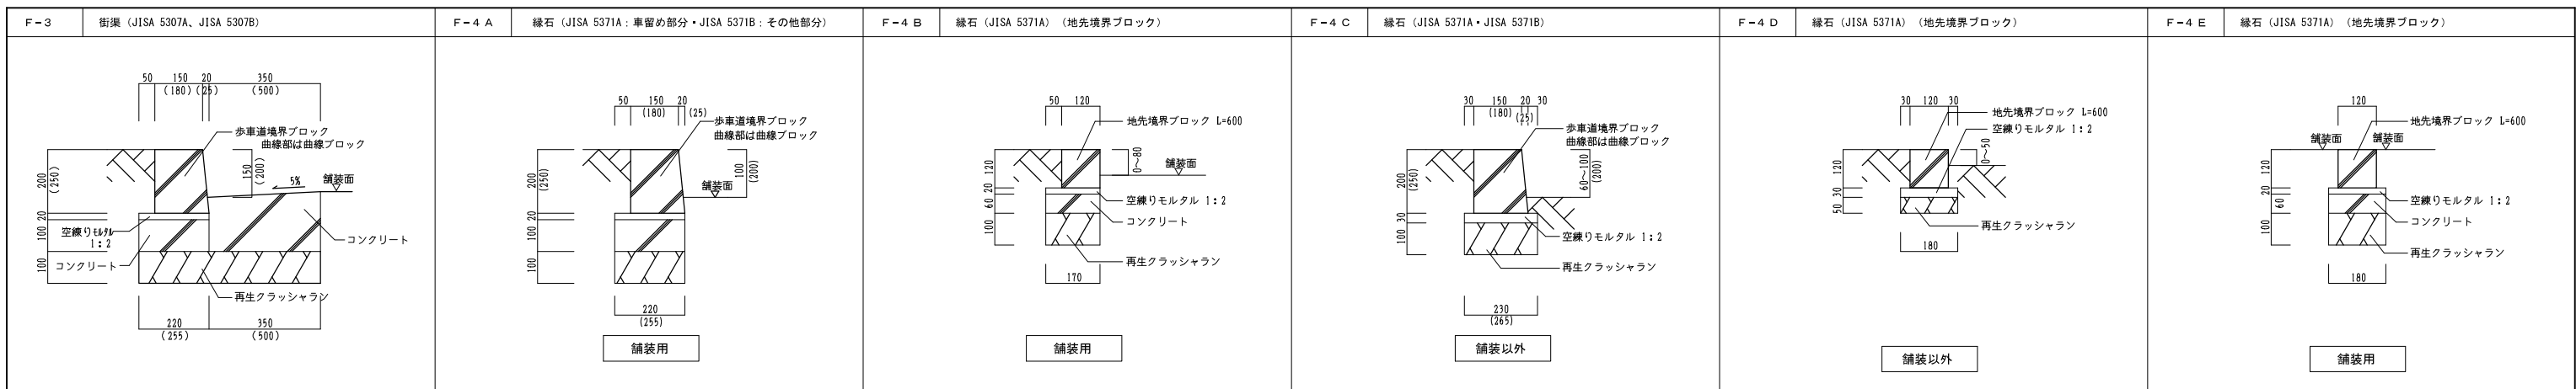 F-3 街渠 (JISA 5307A、JISA 5307B)
50 150 20 350
(180) (25) (500)
歩車道境界ブロック
曲線部は曲線ブロック
200
(250)
150
(200)
5%
舗装面
20
100
100
空練りモルタル
1:2
コンクリート
コンクリート
再生クラッシャラン
220 350
(255) (500)
F-4A 縁石 (JISA 5371A:車留め部分・JISA 5371B:その他部分)
50 150 20
(180) (25)
歩車道境界ブロック
曲線部は曲線ブロック
200
(250)
100
(200)
舗装面
20
100
100
220
(255)
舗装用
F-4B 縁石 (JISA 5371A) (地先境界ブロック)
50 120
地先境界ブロック L=600
0~80
舗装面
120
20
60
100
空練りモルタル 1:2
コンクリート
再生クラッシャラン
170
舗装用
F-4C 縁石 (JISA 5371A・JISA 5371B)
30 150 20 30
(180) (25)
歩車道境界ブロック
曲線部は曲線ブロック
200
(250)
60~100
(200)
30
100
空練りモルタル 1:2
再生クラッシャラン
230
(265)
舗装以外
F-4D 縁石 (JISA 5371A) (地先境界ブロック)
30 120 30
地先境界ブロック L=600
空練りモルタル 1:2
0~50
120
30
50
再生クラッシャラン
180
舗装以外
F-4E 縁石 (JISA 5371A) (地先境界ブロック)
120
地先境界ブロック L=600
舗装面 舗装面
120
20
60
100
空練りモルタル 1:2
コンクリート
再生クラッシャラン
180
舗装用